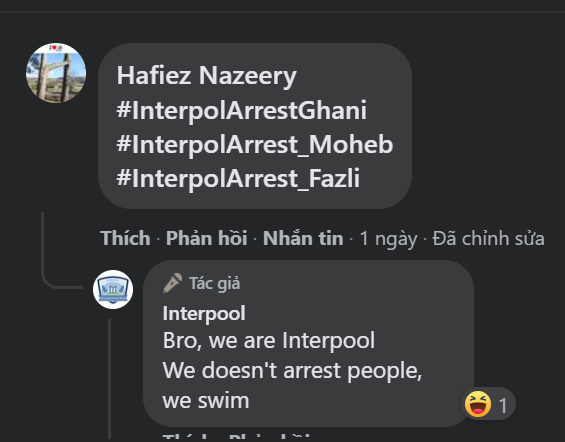 Hafiez Nazeery
#InterpolArrestGhani
#InterpolArrest_Moheb
#InterpolArrest_Fazli
Thích · Phản hồi · Nhắn tin · 1 ngày · Đã chỉnh sửa
Tác giả
Interpool
Bro, we are Interpool
We doesn't arrest people,
we swim
1